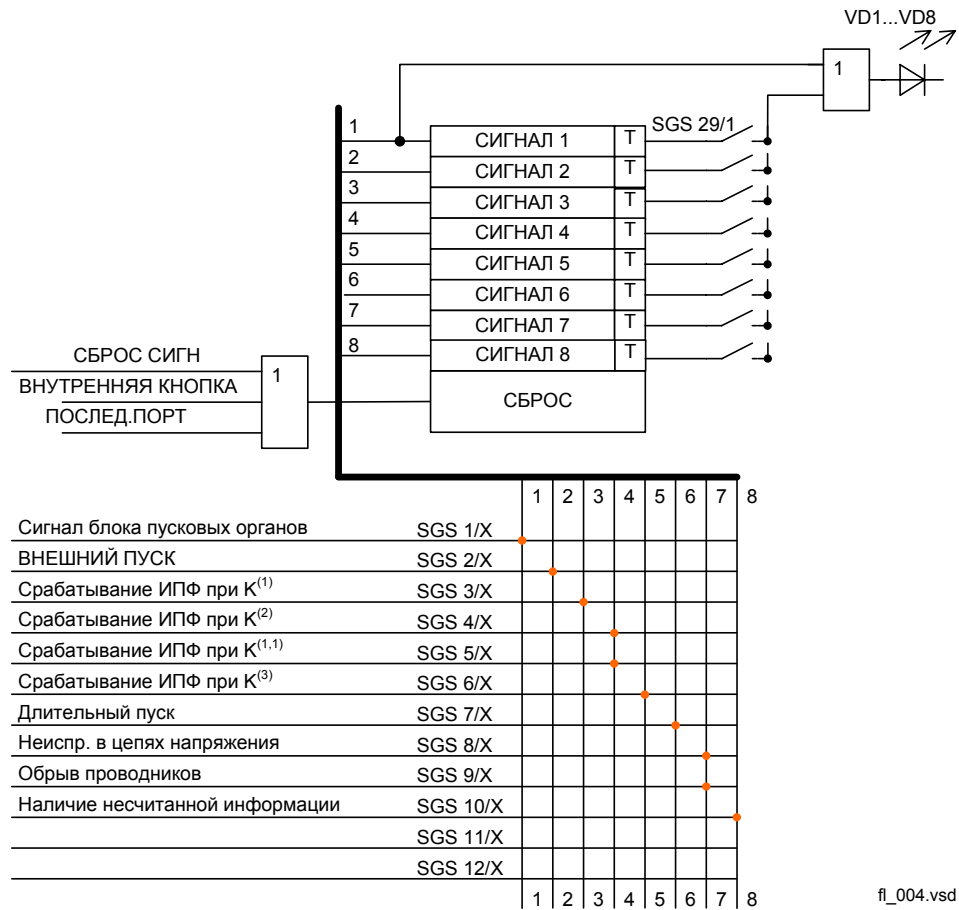 VD1...VD8
1
SGS 29/1
1 СИГНАЛ 1 T
2 СИГНАЛ 2 T
3 СИГНАЛ 3 T
4 СИГНАЛ 4 T
5 СИГНАЛ 5 T
6 СИГНАЛ 6 T
7 СИГНАЛ 7 T
8 СИГНАЛ 8 T
СБРОС
СБРОС СИГН
1
ВНУТРЕННЯЯ КНОПКА
ПОСЛЕД.ПОРТ
1 2 3 4 5 6 7 8
Сигнал блока пусковых органов SGS 1/X
ВНЕШНИЙ ПУСК SGS 2/X
Срабатывание ИПФ при K(1) SGS 3/X
Срабатывание ИПФ при K(2) SGS 4/X
Срабатывание ИПФ при K(1,1) SGS 5/X
Срабатывание ИПФ при K(3) SGS 6/X
Длительный пуск SGS 7/X
Неиспр. в цепях напряжения SGS 8/X
Обрыв проводников SGS 9/X
Наличие несчитанной информации SGS 10/X
SGS 11/X
SGS 12/X
1 2 3 4 5 6 7 8
fl_004.vsd